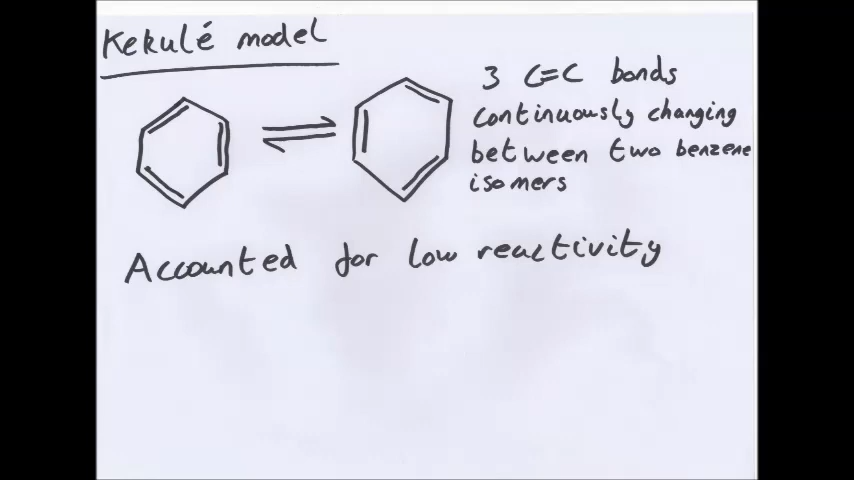 Kekulé model
3 C=C bonds
continuously changing
between two benzene
isomers
Accounted for low reactivity